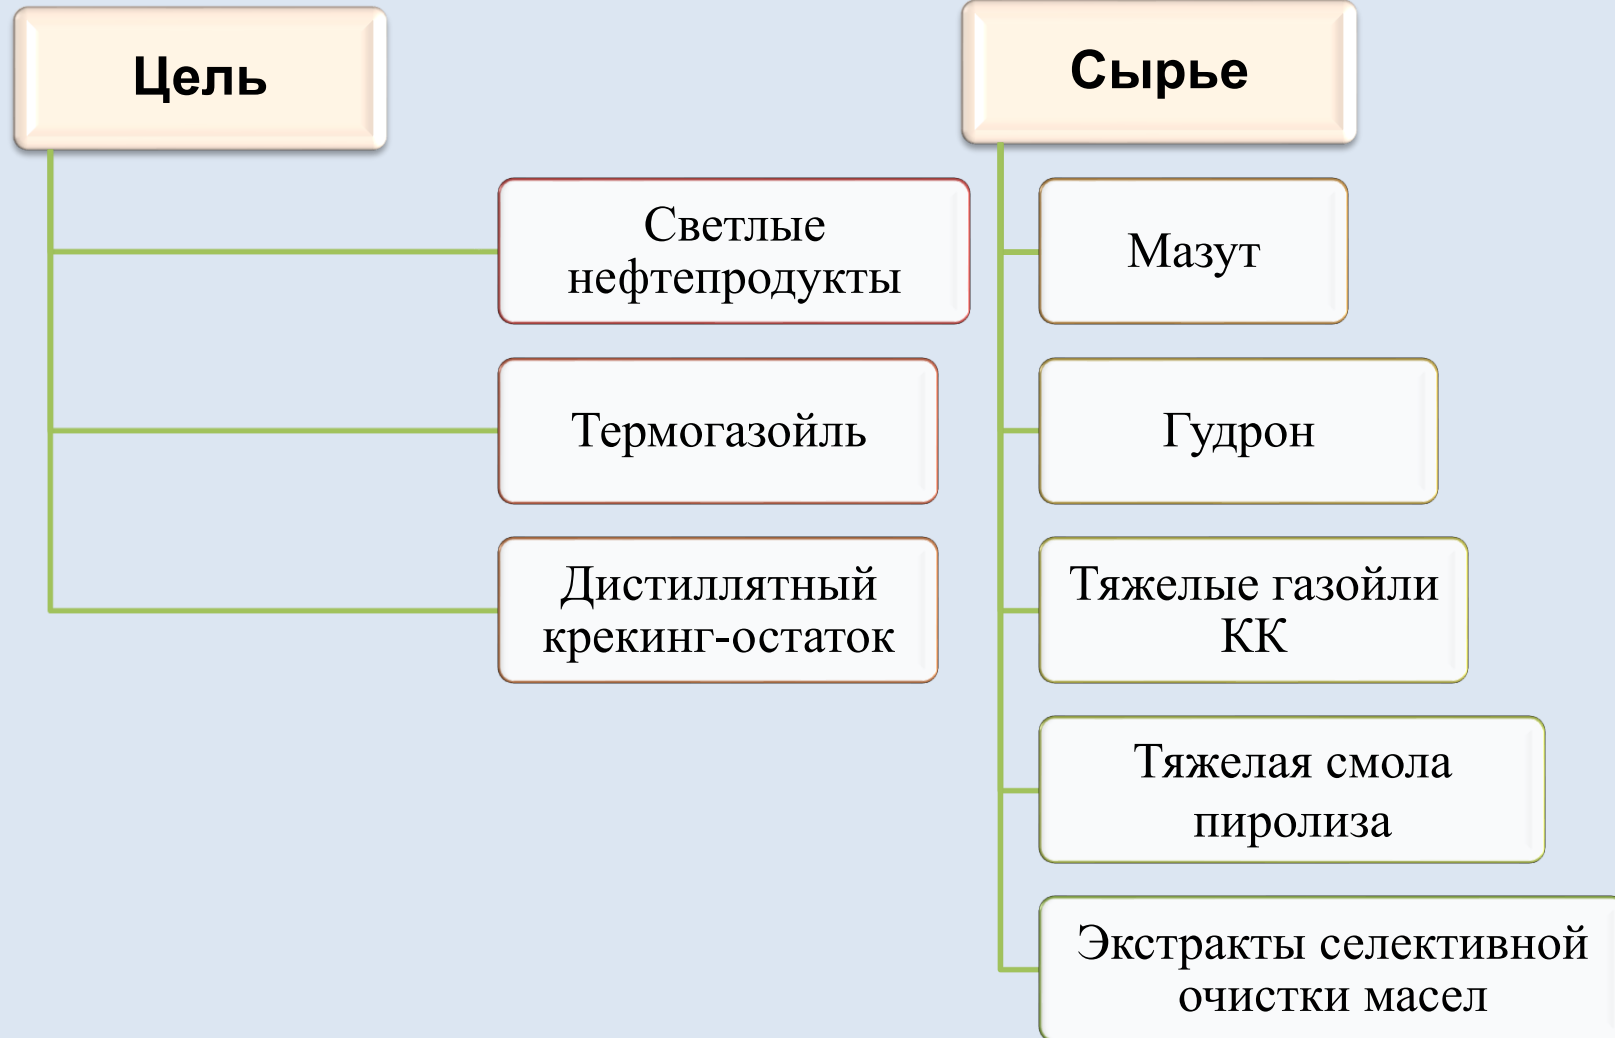 Цель
Светлые
нефтепродукты
Термогазойль
Дистиллятный
крекинг-остаток
Сырье
Мазут
Гудрон
Тяжелые газойли
КК
Тяжелая смола
пиролиза
Экстракты селективной
очистки масел